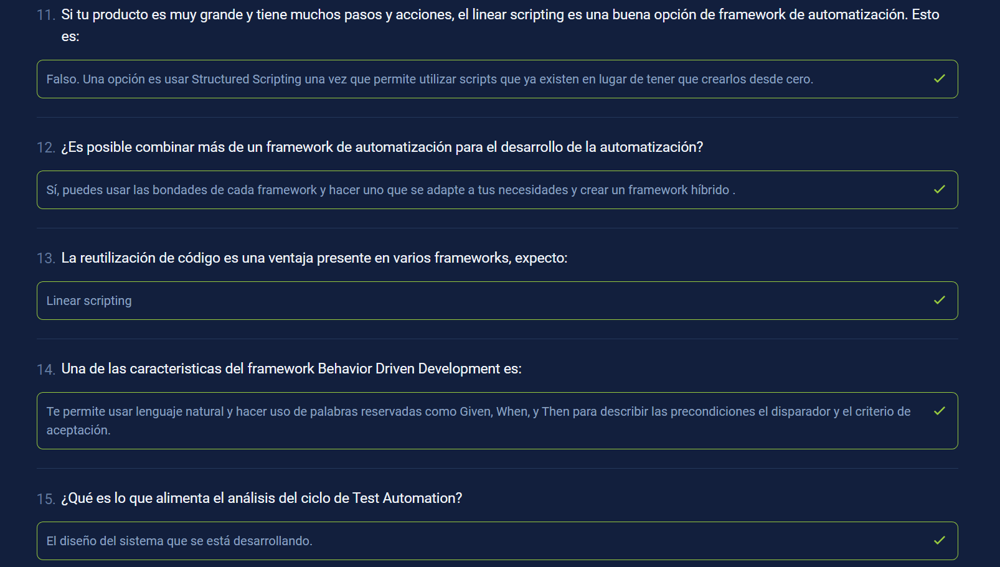 11. Si tu producto es muy grande y tiene muchos pasos y acciones, el linear scripting es una buena opción de framework de automatización. Esto
es:
Falso. Una opción es usar Structured Scripting una vez que permite utilizar scripts que ya existen en lugar de tener que crearlos desde cero.
12. ¿Es posible combinar más de un framework de automatización para el desarrollo de la automatización?
Sí, puedes usar las bondades de cada framework y hacer uno que se adapte a tus necesidades y crear un framework híbrido .
13. La reutilización de código es una ventaja presente en varios frameworks, expecto:
Linear scripting
14. Una de las caracteristicas del framework Behavior Driven Development es:
Te permite usar lenguaje natural y hacer uso de palabras reservadas como Given, When, y Then para describir las precondiciones el disparador y el criterio de
aceptación.
15. ¿Qué es lo que alimenta el análisis del ciclo de Test Automation?
El diseño del sistema que se está desarrollando.